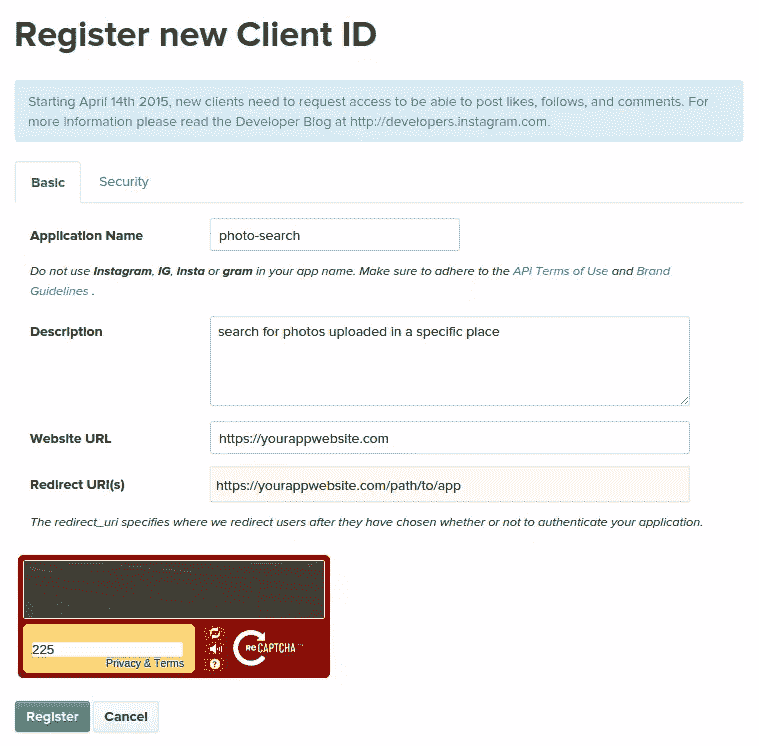 Register new Client ID
Starting April 14th 2015, new clients need to request access to be able to post likes, follows, and comments. For
more information please read the Developer Blog at http://developers.instagram.com.
Basic Security
Application Name photo-search
Do not use Instagram, IG, Insta or gram in your app name. Make sure to adhere to the API Terms of Use and Brand
Guidelines .
Description search for photos uploaded in a specific place
Website URL https://yourappwebsite.com
Redirect URI(s) https://yourappwebsite.com/path/to/app
The redirect_uri specifies where we redirect users after they have chosen whether or not to authenticate your application.
225
Privacy & Terms
reCAPTCHA™
Register Cancel